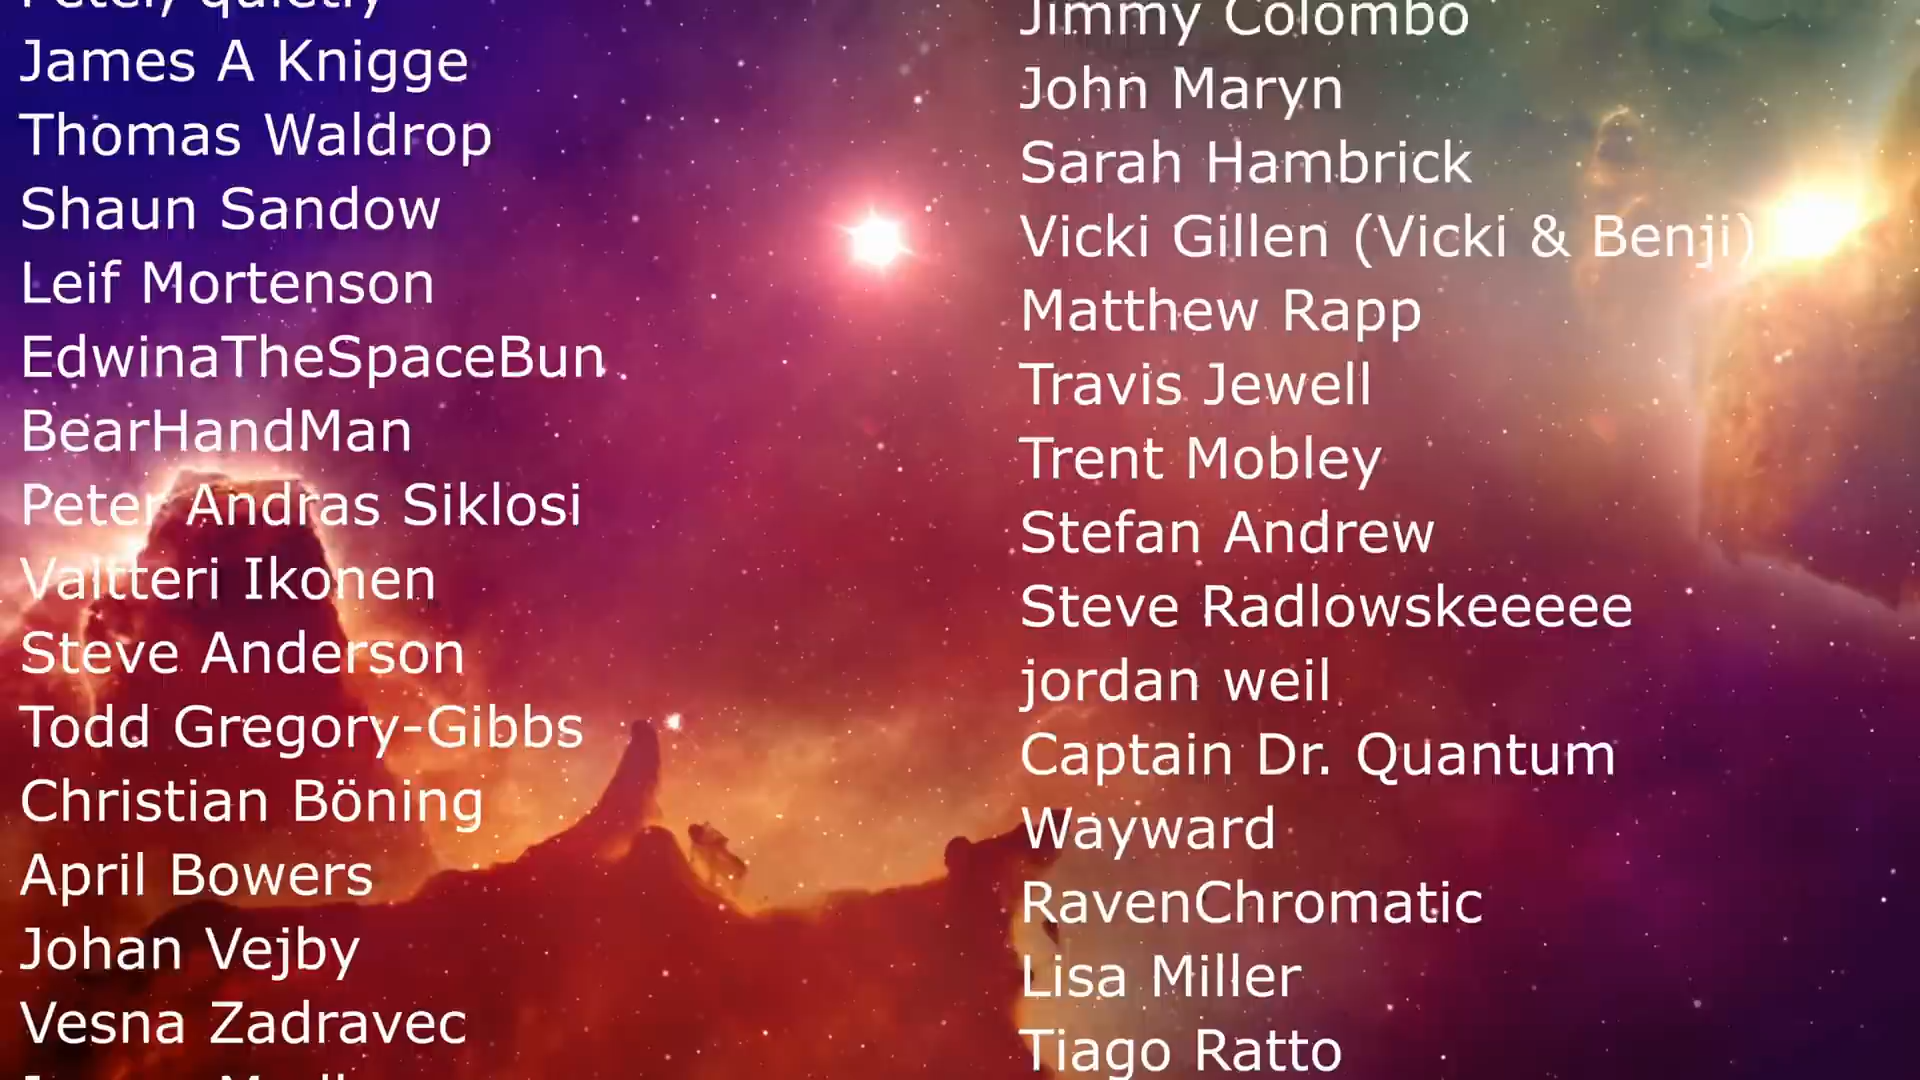 Peter, quietly
James A Knigge
Thomas Waldrop
Shaun Sandow
Leif Mortenson
EdwinaTheSpaceBun
BearHandMan
Peter Andras Siklosi
Valtteri Ikonen
Steve Anderson
Todd Gregory-Gibbs
Christian Böning
April Bowers
Johan Vejby
Vesna Zadravec
Jimmy Colombo
John Maryn
Sarah Hambrick
Vicki Gillen (Vicki & Benji)
Matthew Rapp
Travis Jewell
Trent Mobley
Stefan Andrew
Steve Radlowskeeeee
jordan weil
Captain Dr. Quantum
Wayward
RavenChromatic
Lisa Miller
Tiago Ratto